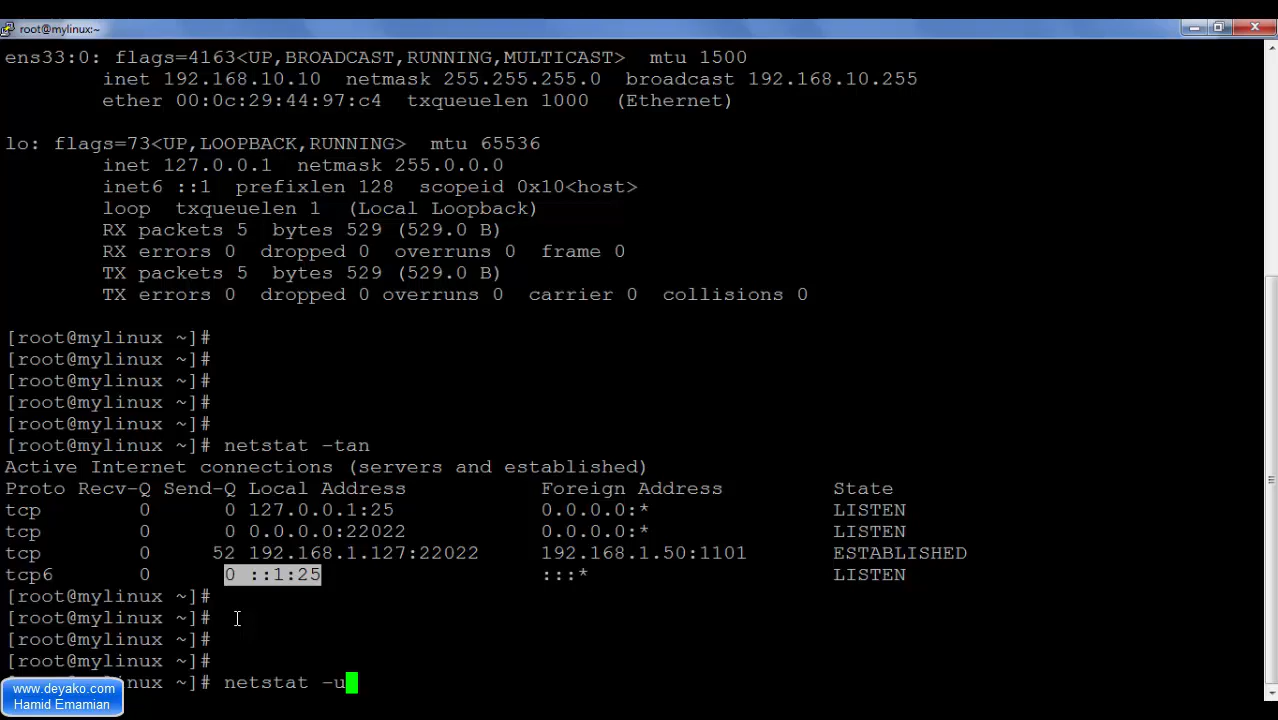 root@mylinux:~
ens33:0: flags=4163<UP,BROADCAST,RUNNING,MULTICAST>  mtu 1500
        inet 192.168.10.10  netmask 255.255.255.0  broadcast 192.168.10.255
        ether 00:0c:29:44:97:c4  txqueuelen 1000  (Ethernet)
lo: flags=73<UP,LOOPBACK,RUNNING>  mtu 65536
        inet 127.0.0.1  netmask 255.0.0.0
        inet6 ::1  prefixlen 128  scopeid 0x10<host>
        loop  txqueuelen 1  (Local Loopback)
        RX packets 5  bytes 529 (529.0 B)
        RX errors 0  dropped 0  overruns 0  frame 0
        TX packets 5  bytes 529 (529.0 B)
        TX errors 0  dropped 0 overruns 0  carrier 0  collisions 0
[root@mylinux ~]#
[root@mylinux ~]#
[root@mylinux ~]#
[root@mylinux ~]#
[root@mylinux ~]#
[root@mylinux ~]# netstat -tan
Active Internet connections (servers and established)
Proto Recv-Q Send-Q Local Address           Foreign Address         State
tcp        0      0 127.0.0.1:25            0.0.0.0:*               LISTEN
tcp        0      0 0.0.0.0:22022           0.0.0.0:*               LISTEN
tcp        0     52 192.168.1.127:22022     192.168.1.50:1101       ESTABLISHED
tcp6       0      0 ::1:25                  :::*                    LISTEN
[root@mylinux ~]#
[root@mylinux ~]#
[root@mylinux ~]#
[root@mylinux ~]#
mylinux ~]# netstat -u
www.deyako.com
Hamid Emamian